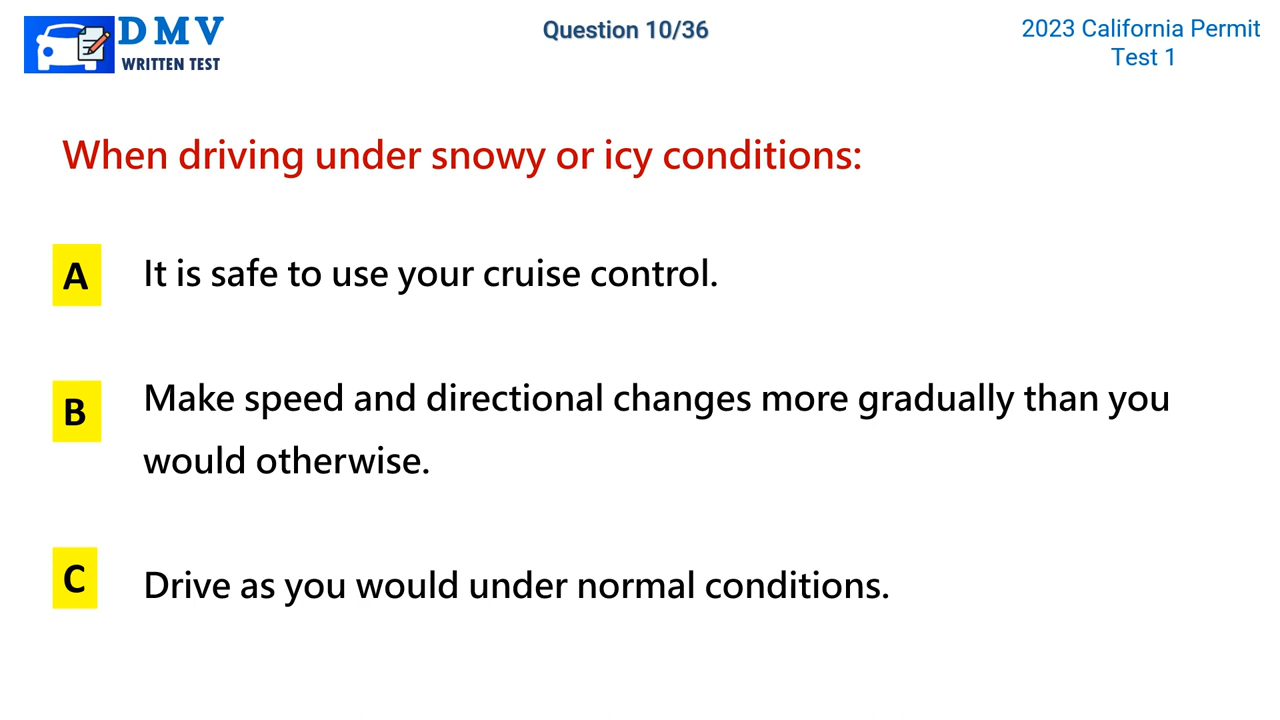 DMV
WRITTEN TEST
Question 10/36
2023 California Permit
Test 1
When driving under snowy or icy conditions:
A It is safe to use your cruise control.
B Make speed and directional changes more gradually than you
would otherwise.
C Drive as you would under normal conditions.